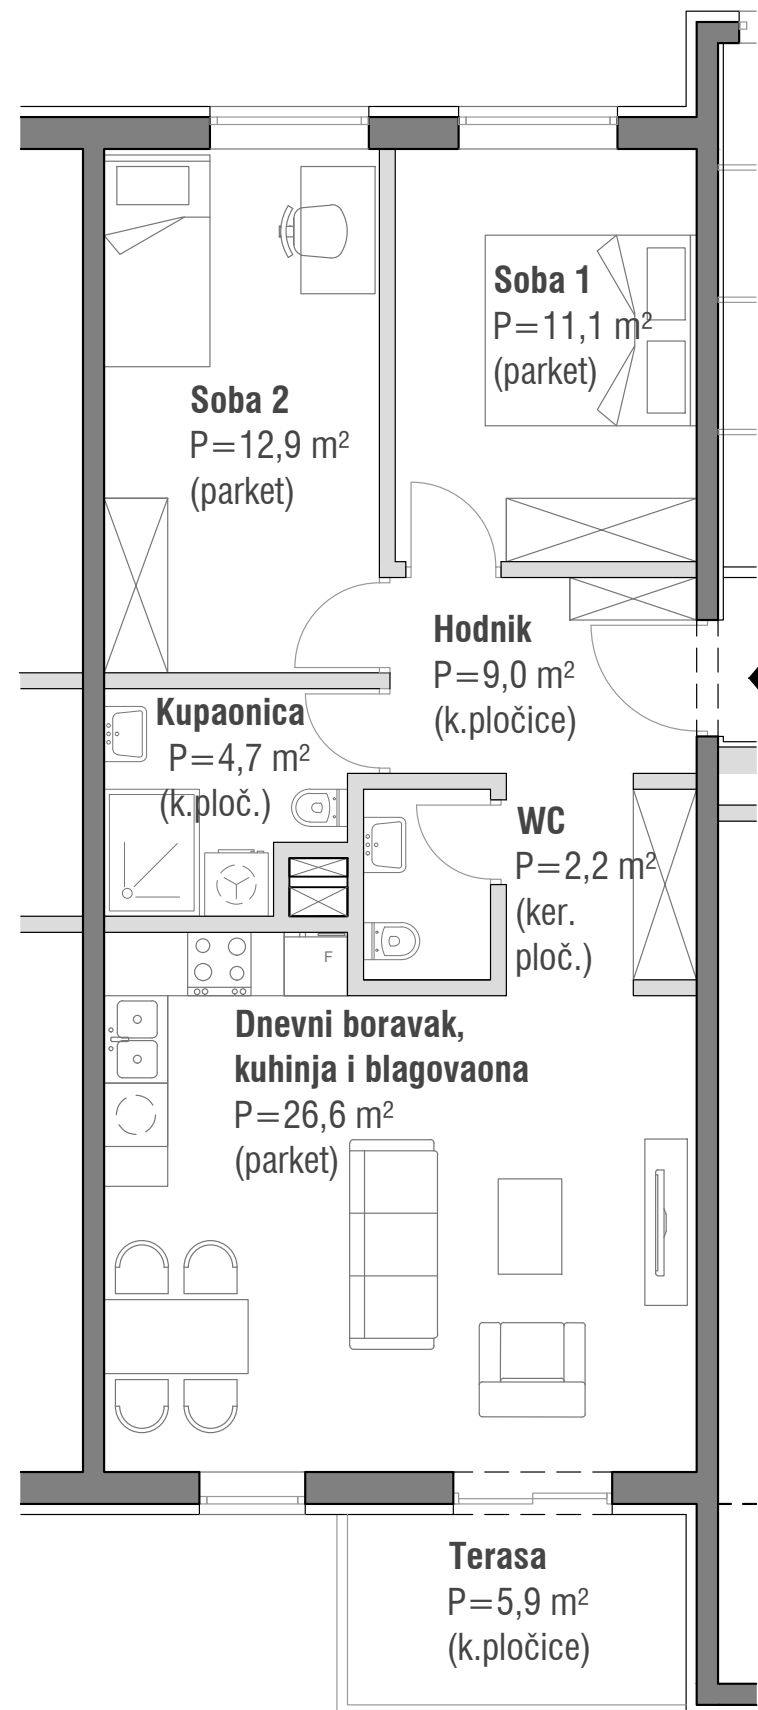 Soba 1
P=11,1 m²
(parket)
Soba 2
P=12,9 m²
(parket)
Hodnik
P=9,0 m²
(k.pločice)
Kupaonica
P=4,7 m²
(k.ploč.)
WC
P=2,2 m²
(ker.
ploč.)
F
Dnevni boravak,
kuhinja i blagovaona
P=26,6 m²
(parket)
Terasa
P=5,9 m²
(k.pločice)